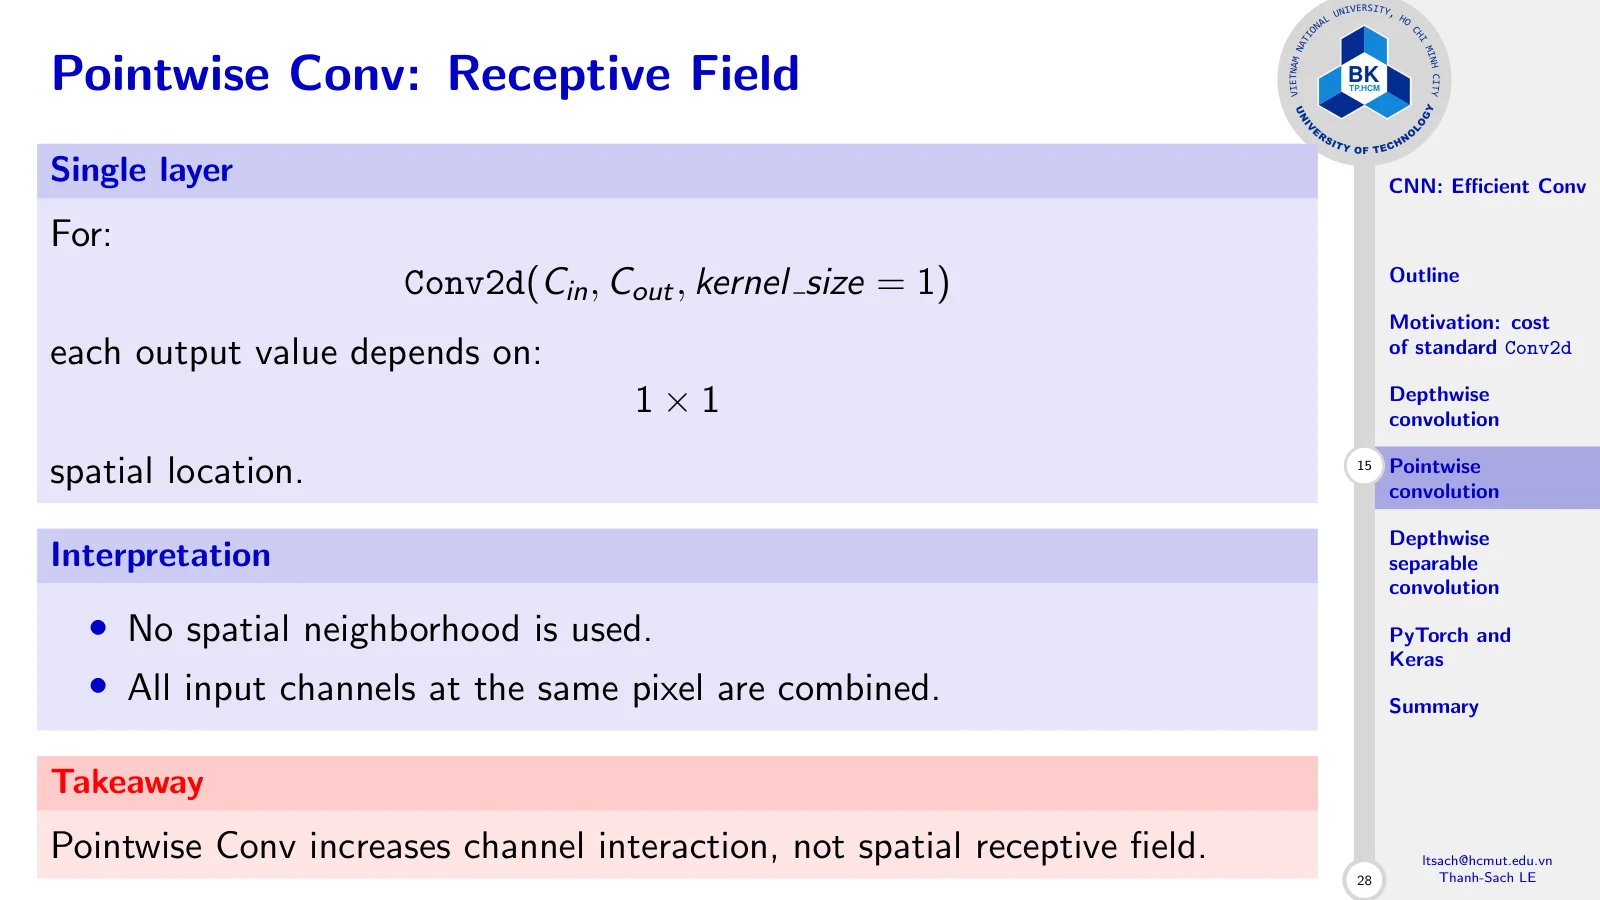 Pointwise Conv: Receptive Field
Single layer
For:
Conv2d(C_in, C_out, kernel_size = 1)
each output value depends on:
1 × 1
spatial location.
Interpretation
• No spatial neighborhood is used.
• All input channels at the same pixel are combined.
Takeaway
Pointwise Conv increases channel interaction, not spatial receptive field.
VIETNAM NATIONAL UNIVERSITY, HO CHI MINH CITY
BK
TP.HCM
UNIVERSITY OF TECHNOLOGY
CNN: Efficient Conv
Outline
Motivation: cost
of standard Conv2d
Depthwise
convolution
15
Pointwise
convolution
Depthwise
separable
convolution
PyTorch and
Keras
Summary
ltsach@hcmut.edu.vn
Thanh-Sach LE
28